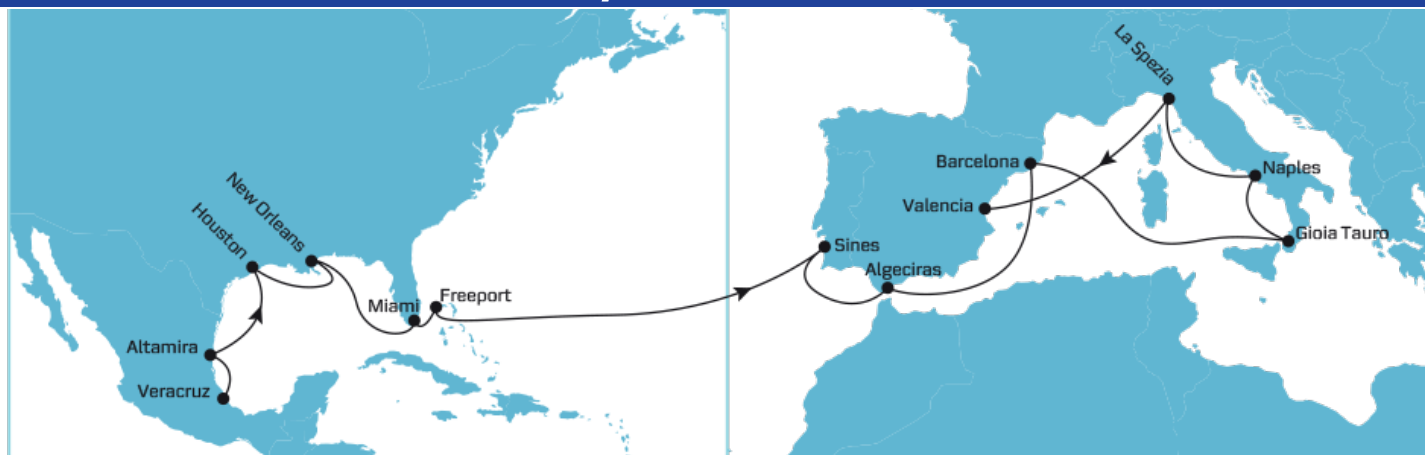 La Spezia
Barcelona
Naples
New Orleans
Valencia
Houston
Sines
Gioia Tauro
Algeciras
Freeport
Miami
Altamira
Veracruz